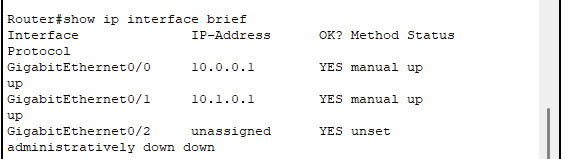 Router#show ip interface brief
Interface IP-Address OK? Method Status
Protocol
GigabitEthernet0/0 10.0.0.1 YES manual up
up
GigabitEthernet0/1 10.1.0.1 YES manual up
up
GigabitEthernet0/2 unassigned YES unset
administratively down down